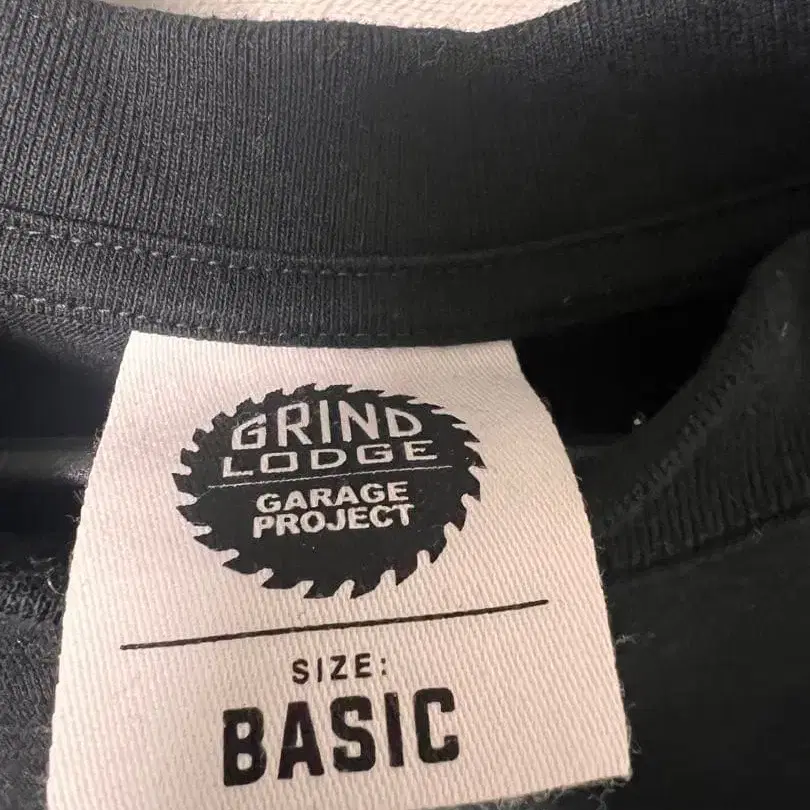 GRIND
LODGE
GARAGE
PROJECT
SIZE:
BASIC